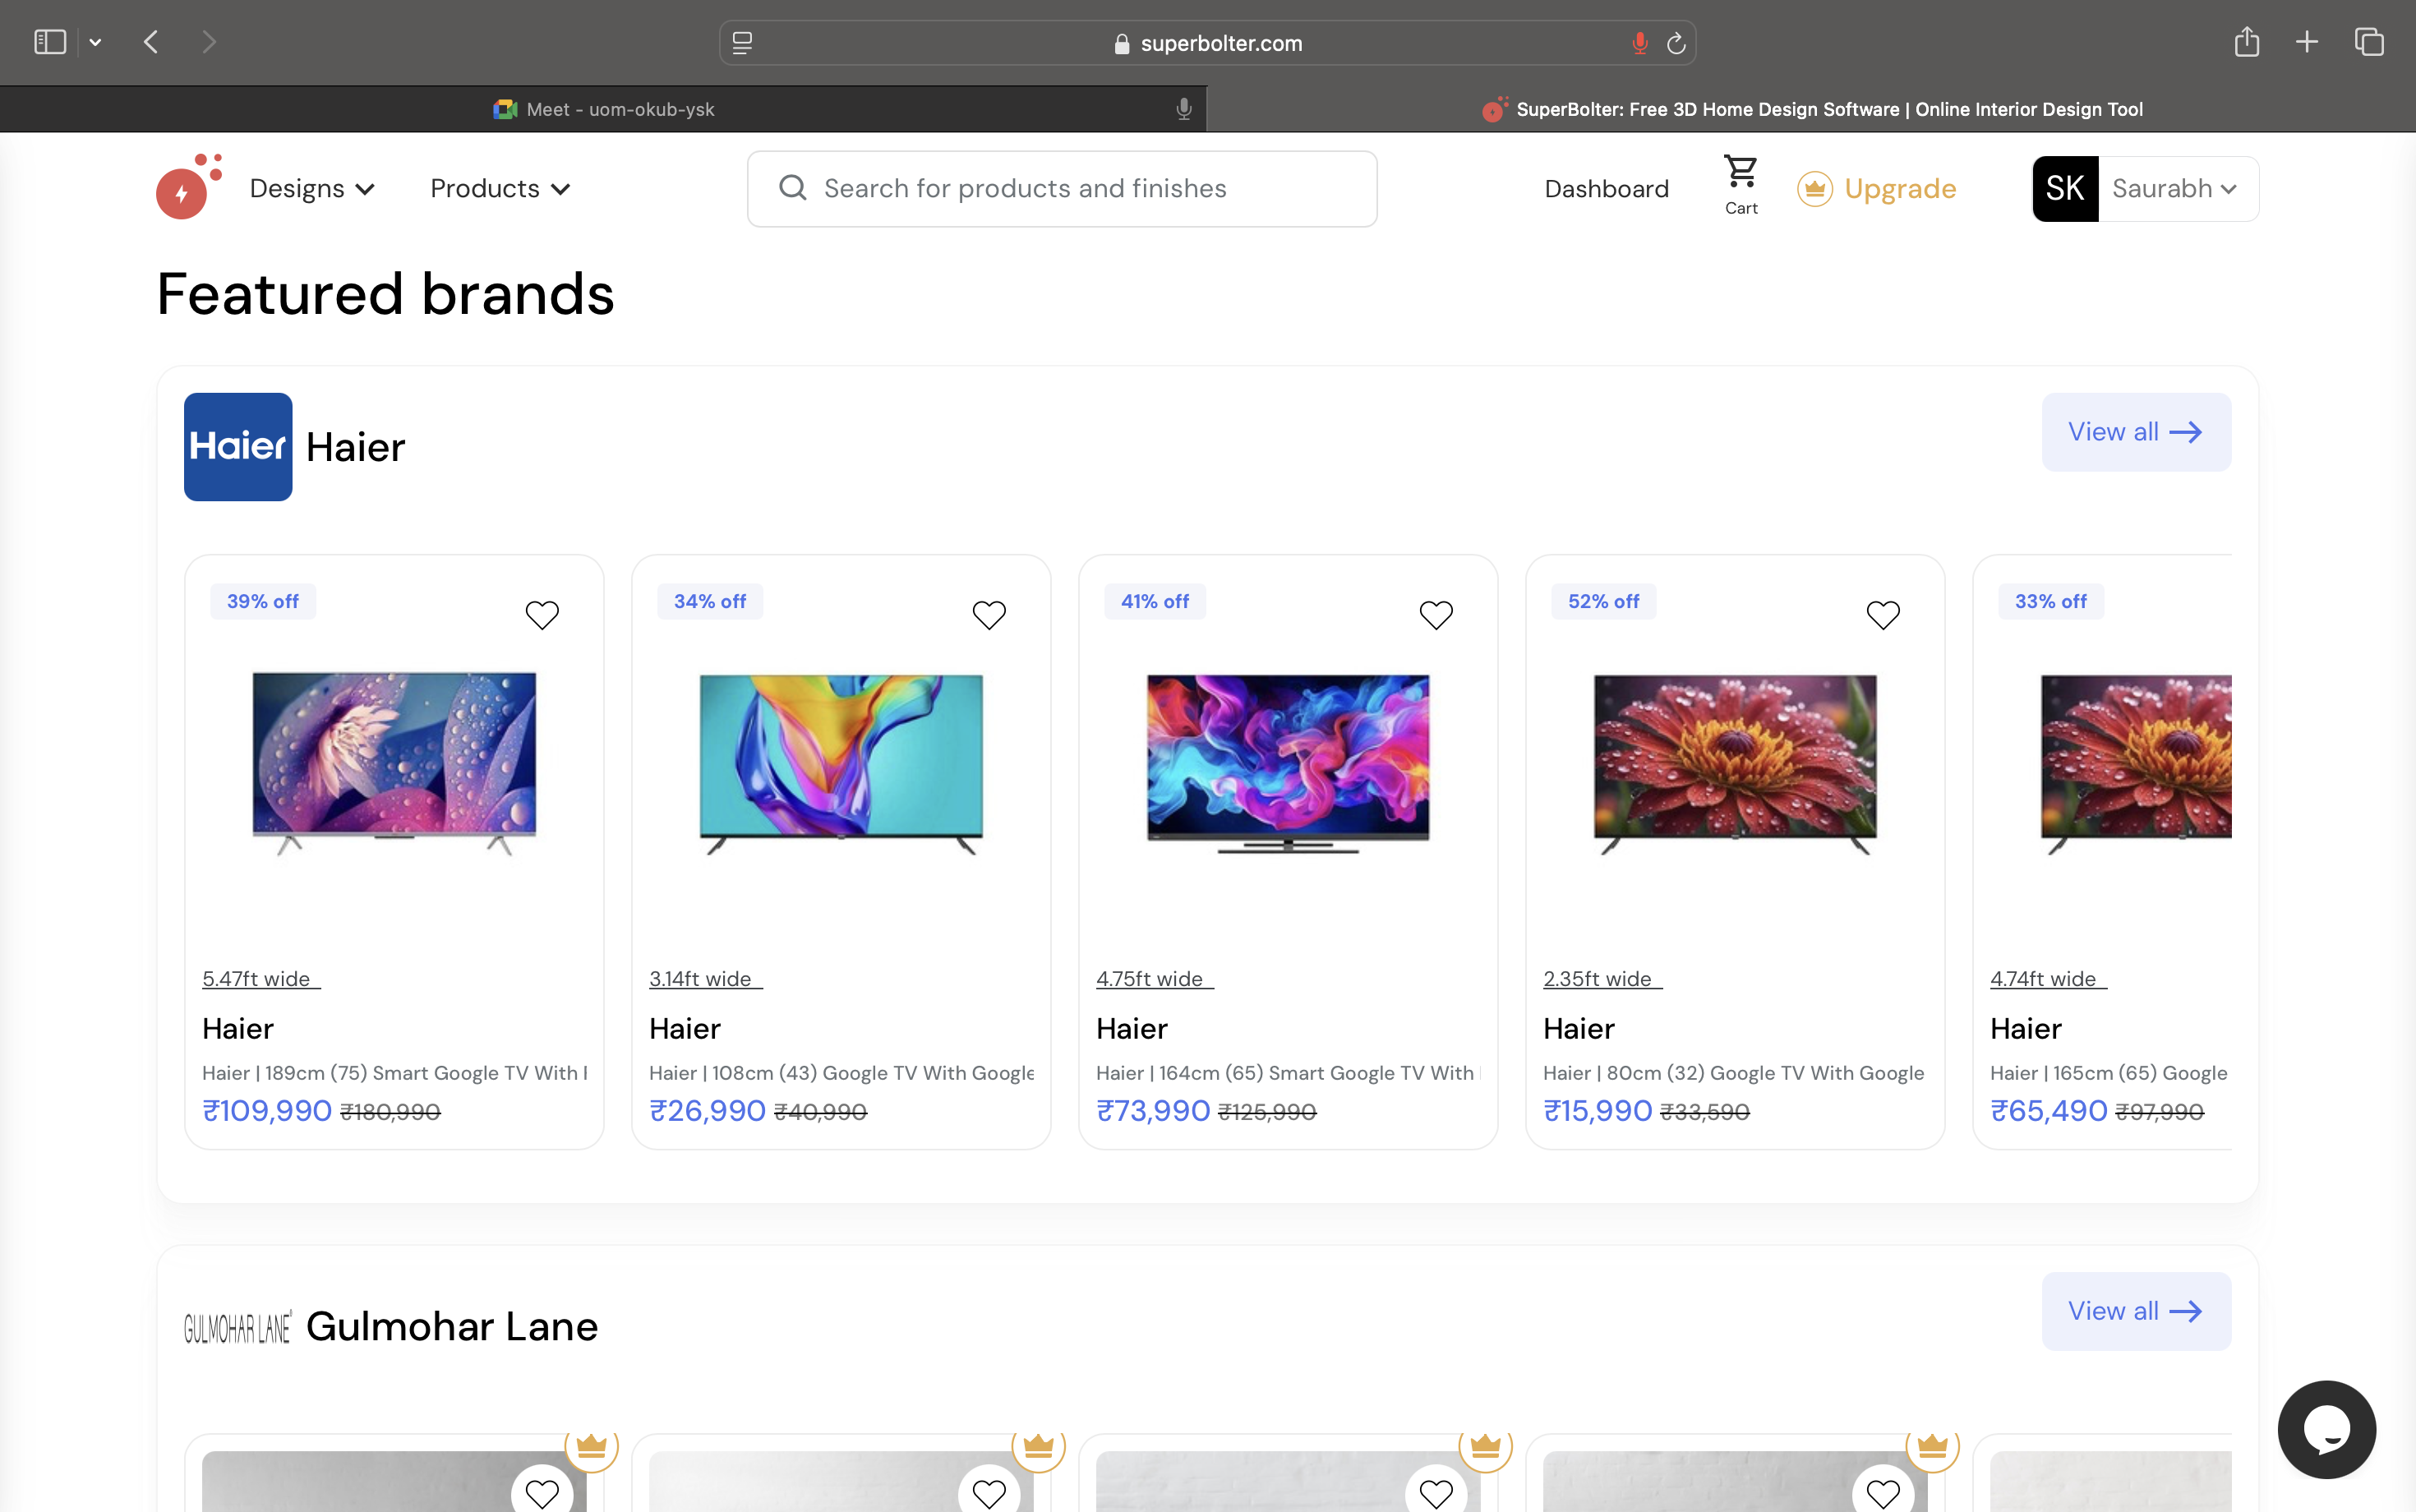 superbolter.com
Meet - uom-okub-ysk
SuperBolter: Free 3D Home Design Software | Online Interior Design Tool
Designs
Products
Search for products and finishes
Dashboard
Cart
Upgrade
SK
Saurabh
Featured brands
Haier
Haier
View all
39% off
34% off
41% off
52% off
33% off
5.47ft wide
3.14ft wide
4.75ft wide
2.35ft wide
4.74ft wide
Haier
Haier
Haier
Haier
Haier
Haier | 189cm (75) Smart Google TV With
Haier | 108cm (43) Google TV With Google
Haier | 164cm (65) Smart Google TV With
Haier | 80cm (32) Google TV With Google
Haier | 165cm (65) Google
₹109,990 ₹180,990
₹26,990 ₹40,990
₹73,990 ₹125,990
₹15,990 ₹33,590
₹65,490 ₹97,990
GULMOHAR LANE
Gulmohar Lane
View all